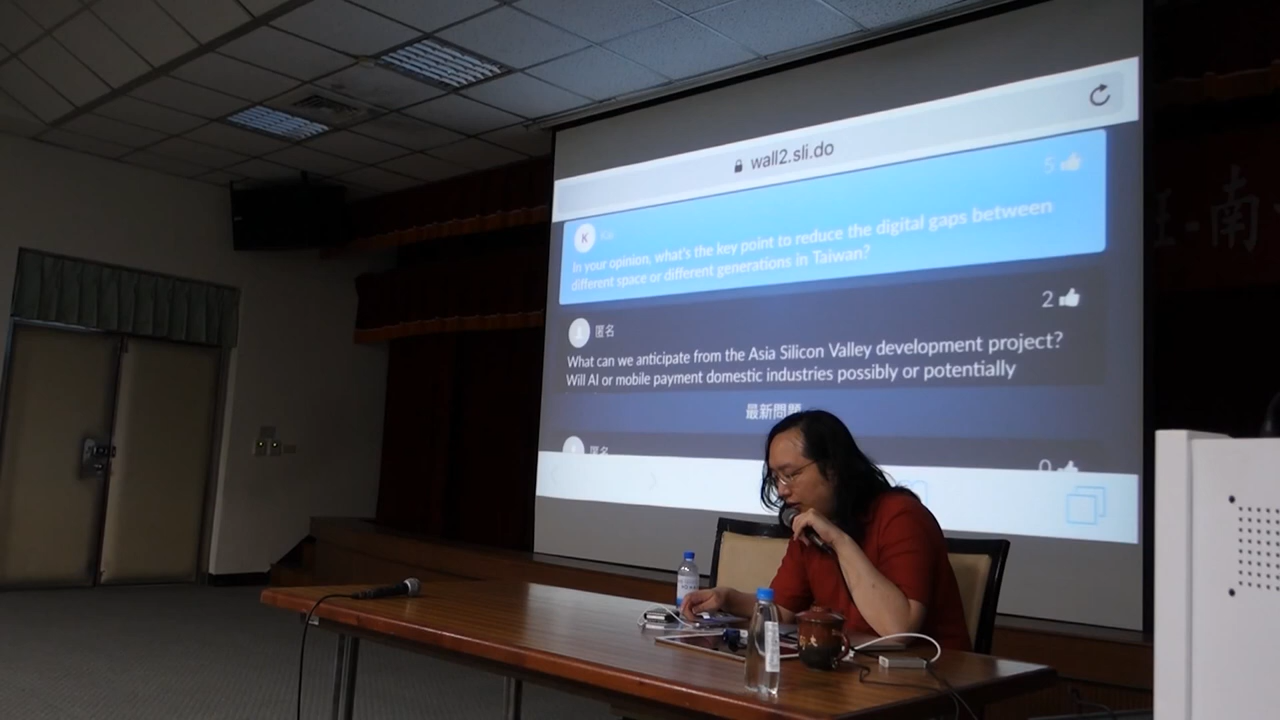 wall2.sli.do
5
K
Kai
In your opinion, what's the key point to reduce the digital gaps between
different space or different generations in Taiwan?
2
匿名
What can we anticipate from the Asia Silicon Valley development project?
Will AI or mobile payment domestic industries possibly or potentially
最新問題
匿名
0
南